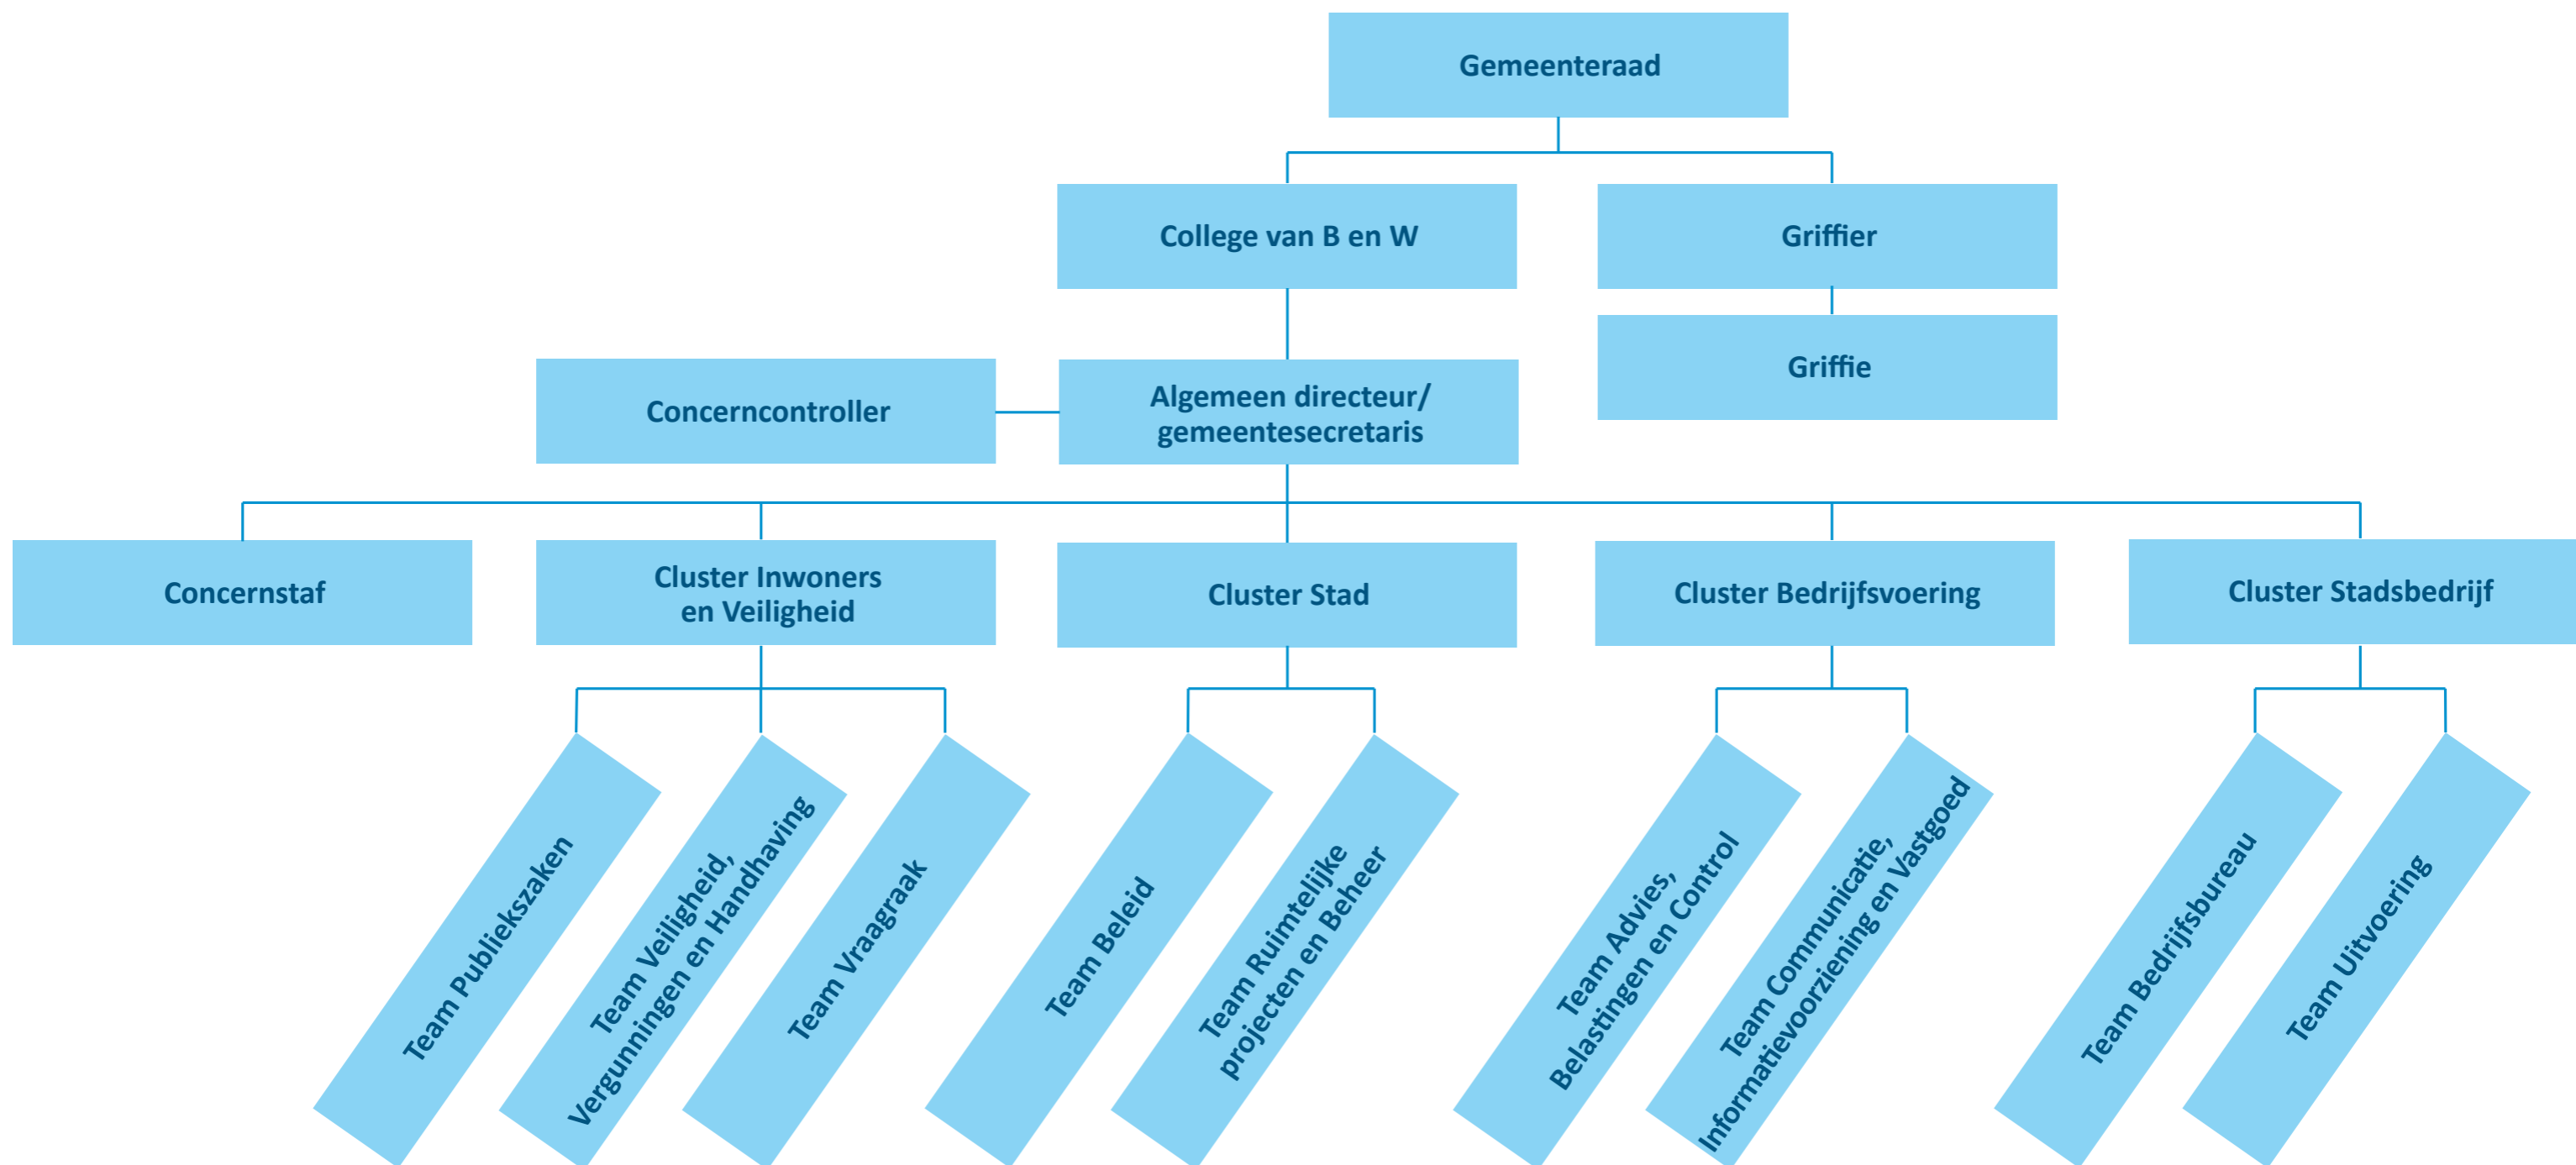 Gemeenteraad
College van B en W
Griffier
Griffie
Concerncontroller
Algemeen directeur/
gemeentesecretaris
Concernstaf
Cluster Inwoners
en Veiligheid
Cluster Stad
Cluster Bedrijfsvoering
Cluster Stadsbedrijf
Team Publiekszaken
Team Veiligheid,
Vergunningen en Handhaving
Team Vraagraak
Team Beleid
Team Ruimtelijke
projecten en Beheer
Team Advies,
Belastingen en Control
Team Communicatie,
Informatievoorziening en Vastgoed
Team Bedrijfsbureau
Team Uitvoering